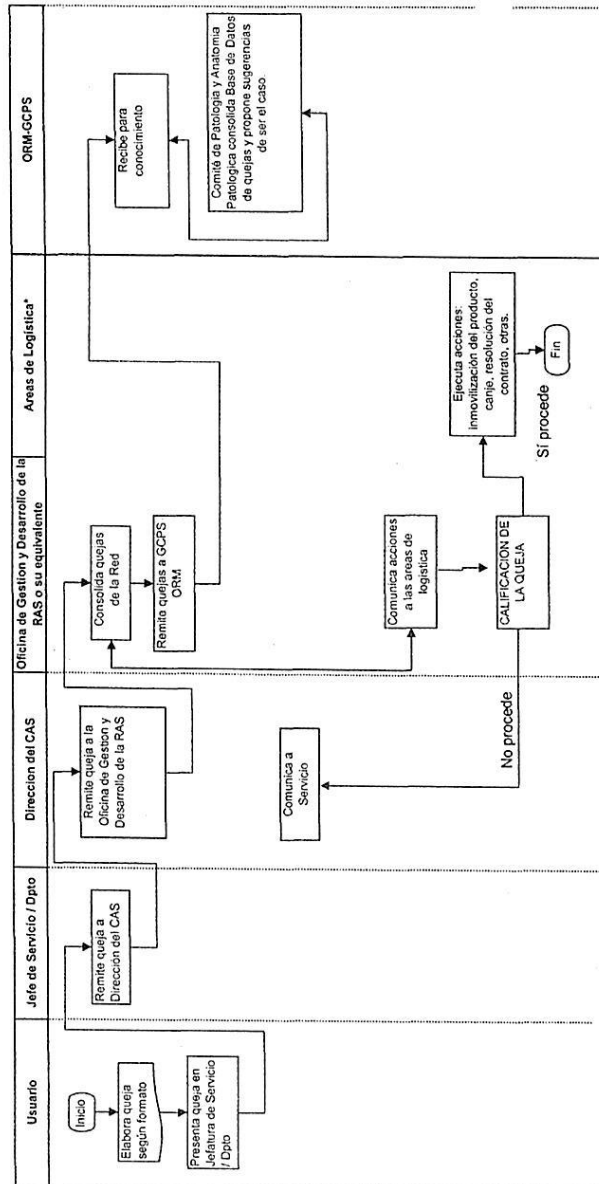 Usuario
Jefe de Servicio / Dpto
Direccion del CAS
Oficina de Gestion y Desarrollo de la
RAS o su equivalente
Areas de Logística*
ORM-GCPS
Inicio
Elabora queja
según formato
Presenta queja en
Jefatura de Servicio
/ Dpto
Remite queja a
Dirección del CAS
Remite queja a la
Oficina de Gestion y
Desarrollo de la RAS
Comunica a
Servicio
Consolida quejas
de la Red
Remite quejas a GCPS
ORM
Comunica acciones
a las areas de
logística
CALIFICACION DE
LA QUEJA
No procede
Sí procede
Ejecuta acciones:
inmovilización del producto,
canje, resolución del
contrato, otras.
Fin
Recibe para
conocimiento
Comité de Patología y Anatomia
Patologica consolida Base de Datos
de quejas y propone sugerencias
de ser el caso.